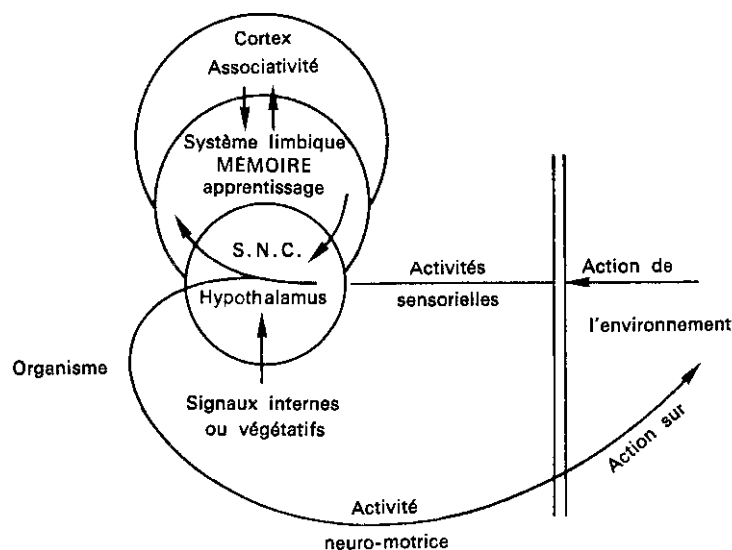 Cortex
Associativité
Système limbique
MÉMOIRE
apprentissage
S.N.C.
Hypothalamus
Activités
sensorielles
Action de
l'environnement
Organisme
Signaux internes
ou végétatifs
Action sur
Activité
neuro-motrice